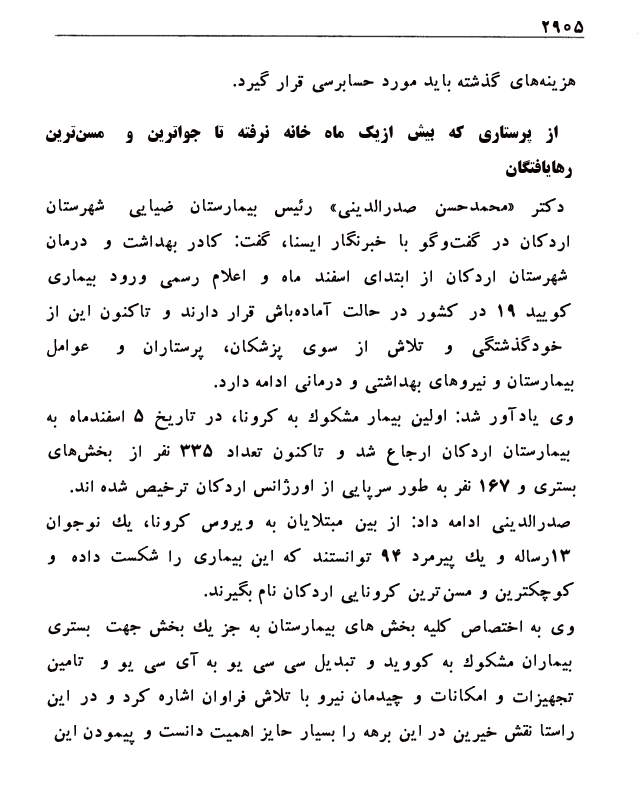 ۲۹۰۵
هزینه‌های گذشته باید مورد حسابرسی قرار گیرد.
از پرستاری که بیش ازیک ماه خانه نرفته تا جواترین و مسن‌ترین
رهایافتگان
دکتر «محمدحسن صدرالدینی» رئیس بیمارستان ضیایی شهرستان
اردکان در گفت‌وگو با خبرنگار ایسنا، گفت: کادر بهداشت و درمان
شهرستان اردکان از ابتدای اسفند ماه و اعلام رسمی ورود بیماری
کویید ۱۹ در کشور در حالت آماده‌باش قرار دارند و تاکنون این از
خودگذشتگی و تلاش از سوی پزشکان، پرستاران و عوامل
بیمارستان و نیروهای بهداشتی و درمانی ادامه دارد.
وی یادآور شد: اولین بیمار مشکوك به کرونا، در تاریخ ۵ اسفندماه به
بیمارستان اردکان ارجاع شد و تاکنون تعداد ۳۳۵ نفر از بخش‌های
بستری و ۱۶۷ نفر به طور سرپایی از اورژانس اردکان ترخیص شده اند.
صدرالدینی ادامه داد: از بین مبتلایان به ویروس کرونا، یك نوجوان
۱۳رساله و یك پیرمرد ۹۴ توانستند که این بیماری را شکست داده و
کوچکترین و مسن‌ترین کرونایی اردکان نام بگیرند.
وی به اختصاص کلیه بخش های بیمارستان به جز یك بخش جهت بستری
بیماران مشکوك به کووید و تبدیل سی سی یو به آی سی یو و تامین
تجهیزات و امکانات و چیدمان نیرو با تلاش فراوان اشاره کرد و در این
راستا نقش خیرین در این برهه را بسیار حایز اهمیت دانست و پیمودن این